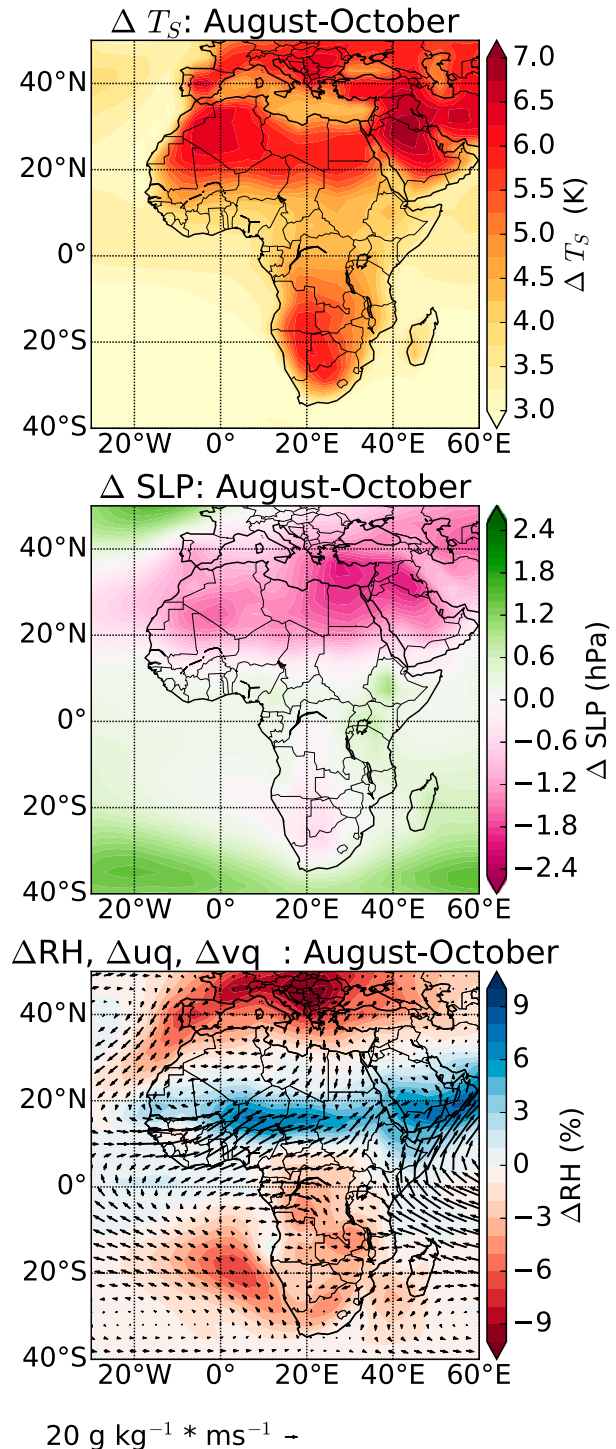 Δ T_S: August-October
40°N
20°N
0°
20°S
40°S
20°W 0° 20°E 40°E 60°E
7.0
6.5
6.0
5.5
5.0
4.5
4.0
3.5
3.0
Δ T_S (K)
Δ SLP: August-October
40°N
20°N
0°
20°S
40°S
20°W 0° 20°E 40°E 60°E
2.4
1.8
1.2
0.6
0.0
−0.6
−1.2
−1.8
−2.4
Δ SLP (hPa)
ΔRH, Δuq, Δvq : August-October
40°N
20°N
0°
20°S
40°S
20°W 0° 20°E 40°E 60°E
9
6
3
0
−3
−6
−9
ΔRH (%)
20 g kg⁻¹ * ms⁻¹